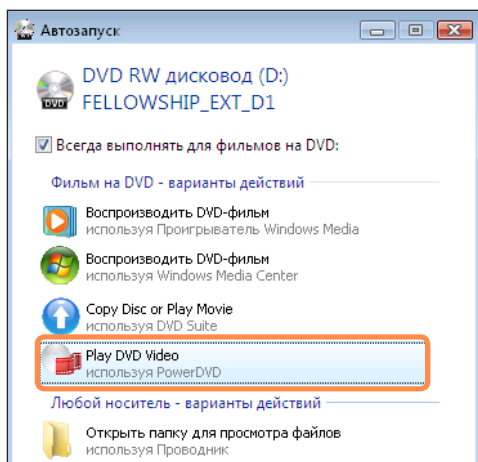 Автозапуск
DVD RW дисковод (D:)
FELLOWSHIP_EXT_D1
Всегда выполнять для фильмов на DVD:
Фильм на DVD - варианты действий
Воспроизводить DVD-фильм
используя Проигрыватель Windows Media
Воспроизводить DVD-фильм
используя Windows Media Center
Copy Disc or Play Movie
используя DVD Suite
Play DVD Video
используя PowerDVD
Любой носитель - варианты действий
Открыть папку для просмотра файлов
используя Проводник